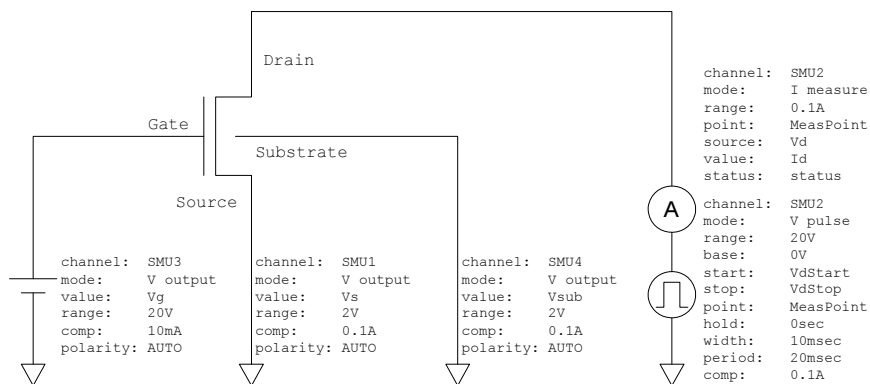 Drain
Gate
Substrate
Source
channel: SMU2
mode: I measure
range: 0.1A
point: MeasPoint
source: Vd
value: Id
status: status
A
channel: SMU2
mode: V pulse
range: 20V
base: 0V
start: VdStart
stop: VdStop
point: MeasPoint
hold: 0sec
width: 10msec
period: 20msec
comp: 0.1A
channel: SMU3
mode: V output
value: Vg
range: 20V
comp: 10mA
polarity: AUTO
channel: SMU1
mode: V output
value: Vs
range: 2V
comp: 0.1A
polarity: AUTO
channel: SMU4
mode: V output
value: Vsub
range: 2V
comp: 0.1A
polarity: AUTO